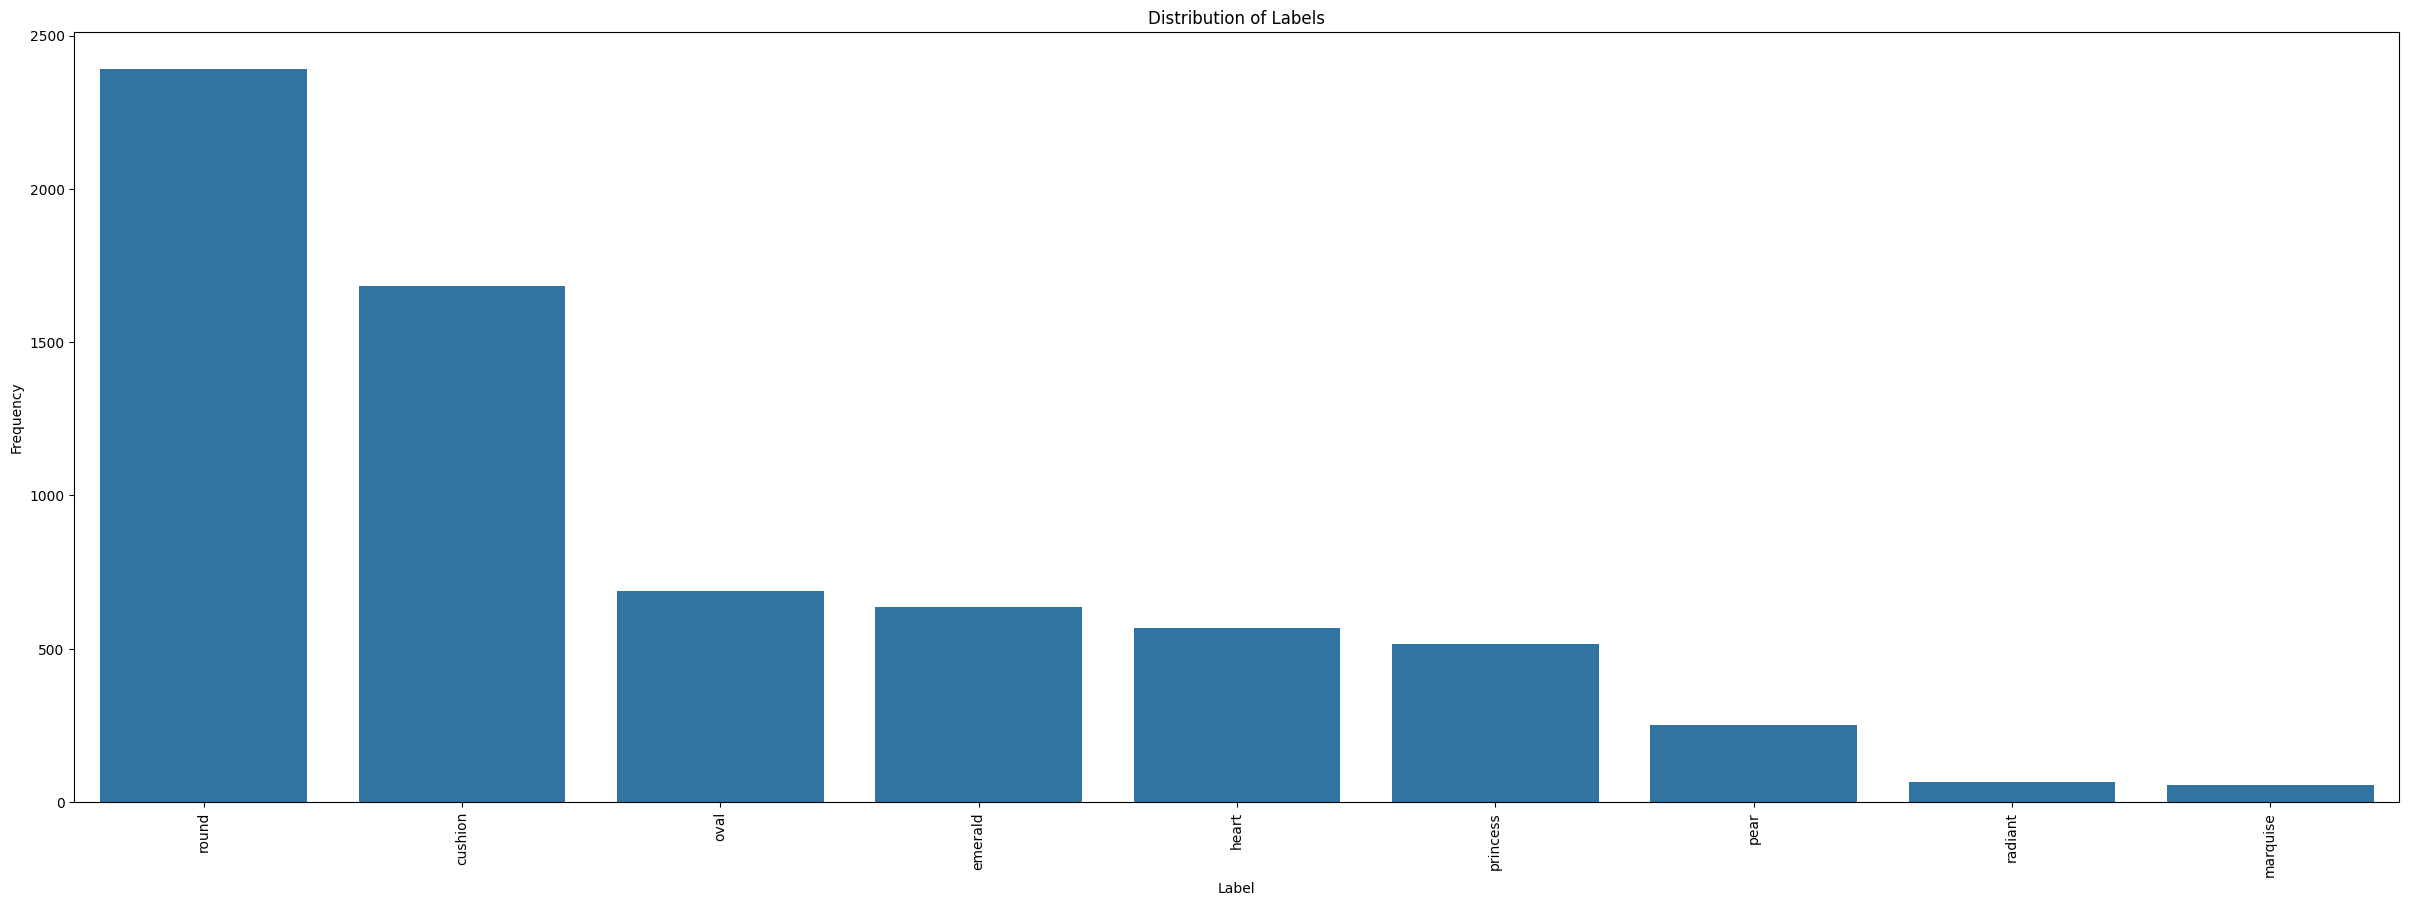 Distribution of Labels
2500
2000
1500
1000
500
0
Frequency
round
cushion
oval
emerald
heart
princess
pear
radiant
marquise
Label